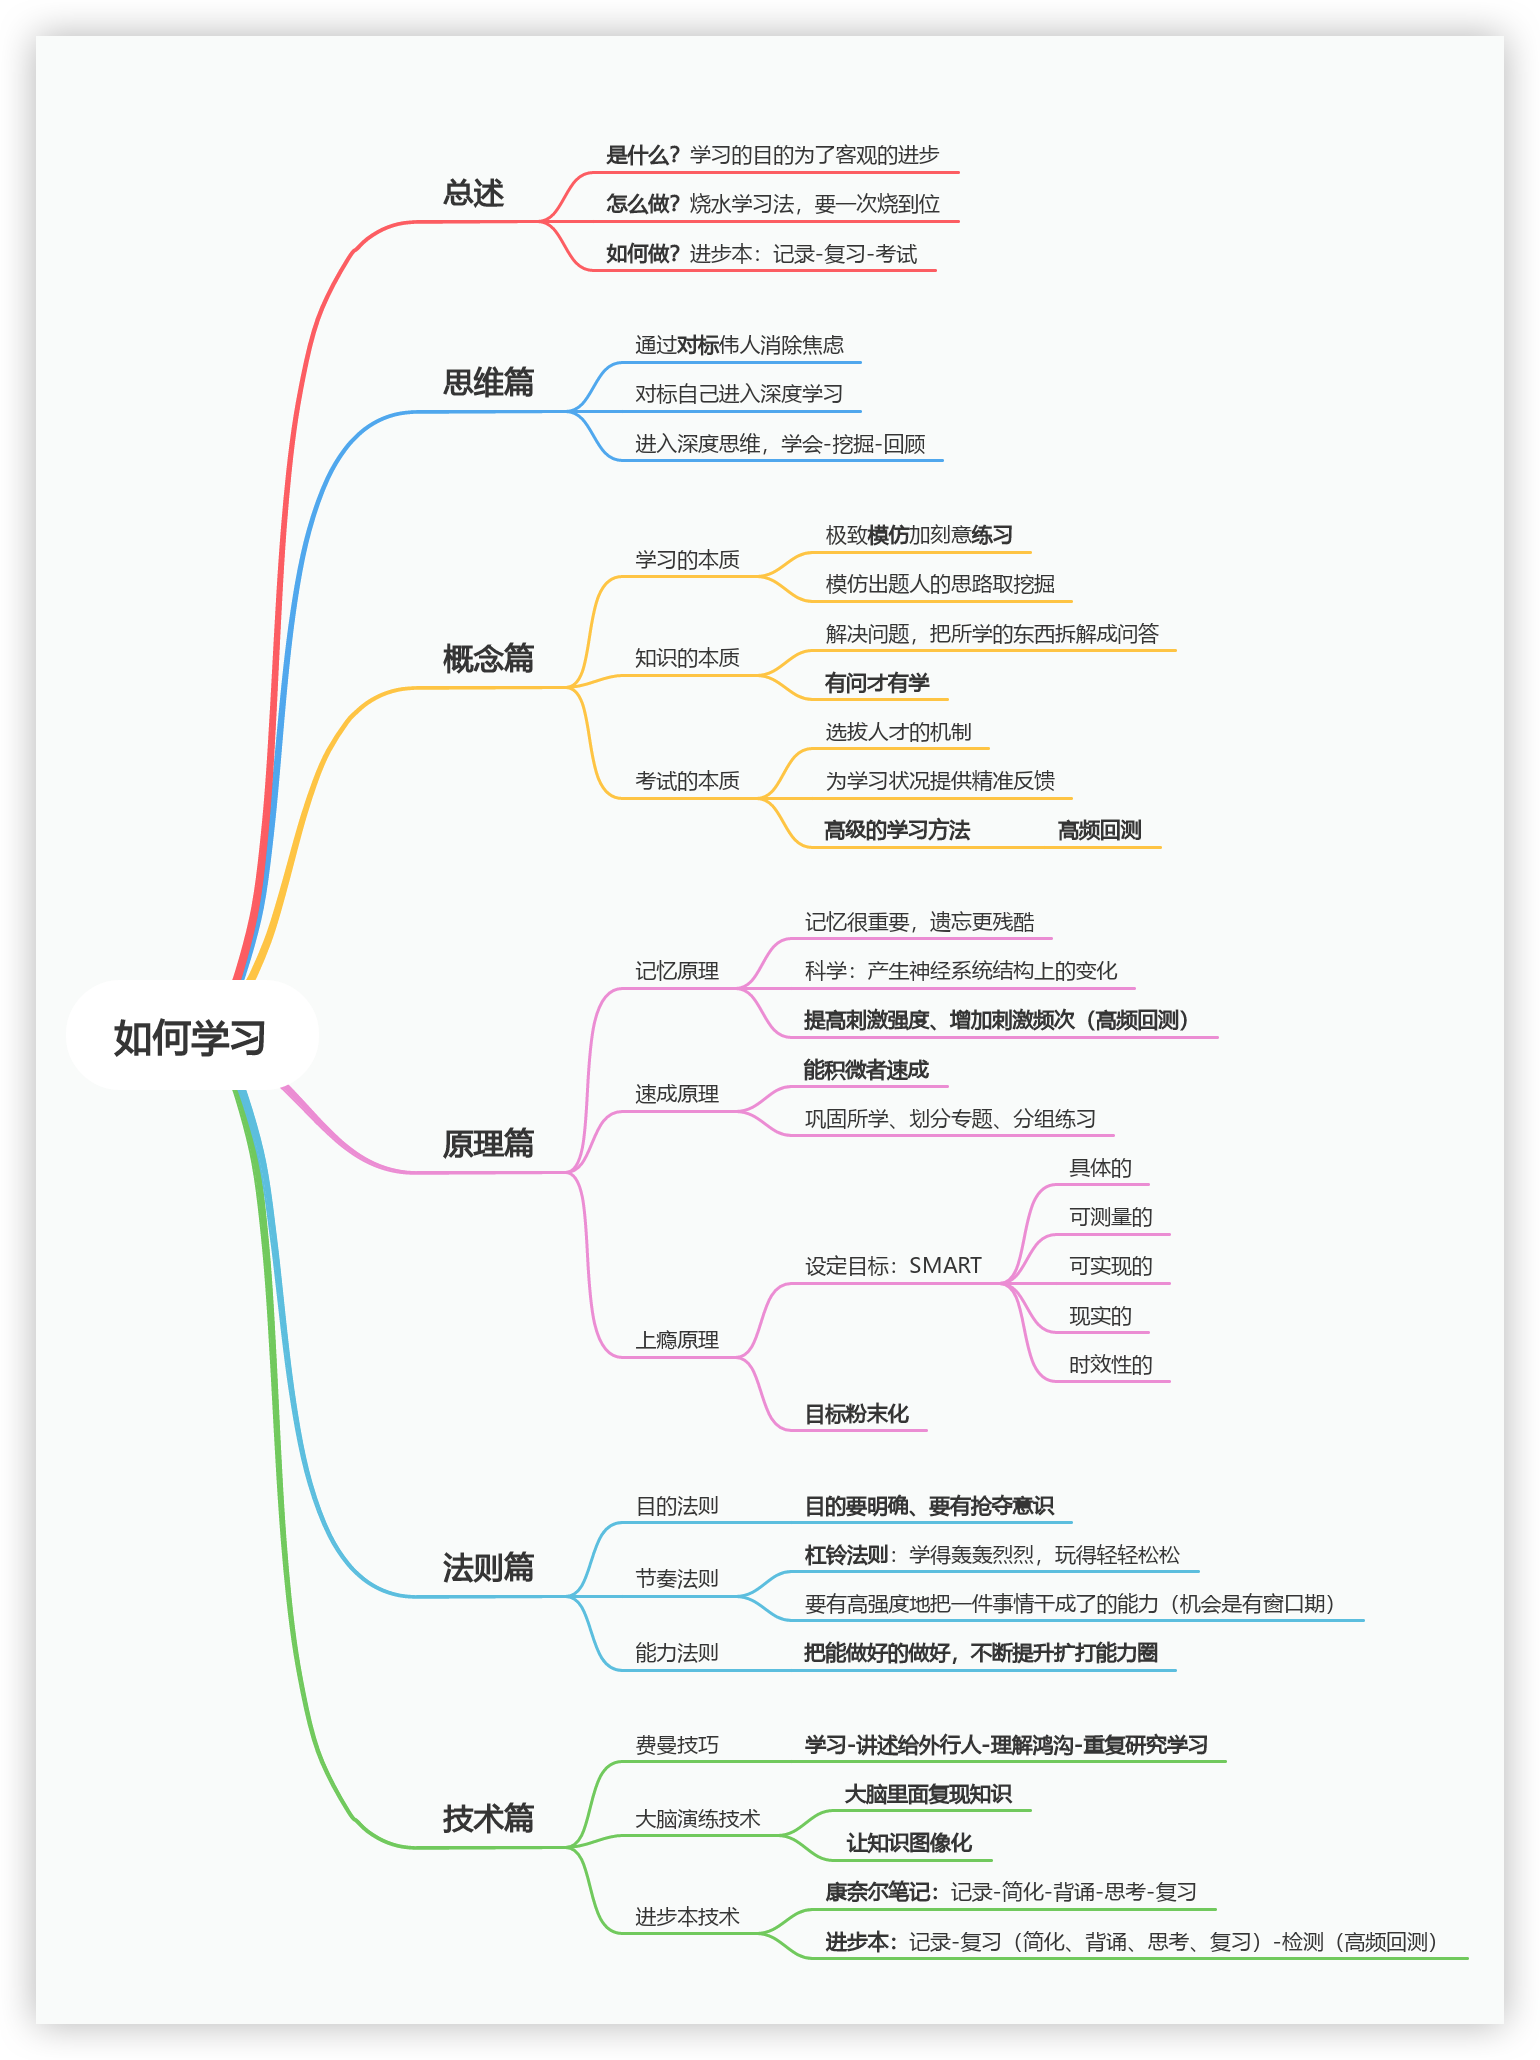 如何学习
总述
是什么？学习的目的为了客观的进步
怎么做？烧水学习法，要一次烧到位
如何做？进步本：记录-复习-考试
思维篇
通过对标伟人消除焦虑
对标自己进入深度学习
进入深度思维，学会-挖掘-回顾
概念篇
学习的本质
极致模仿加刻意练习
模仿出题人的思路取挖掘
知识的本质
解决问题，把所学的东西拆解成问答
有问才有学
考试的本质
选拔人才的机制
为学习状况提供精准反馈
高级的学习方法 高频回测
原理篇
记忆原理
记忆很重要，遗忘更残酷
科学：产生神经系统结构上的变化
提高刺激强度、增加刺激频次（高频回测）
速成原理
能积微者速成
巩固所学、划分专题、分组练习
上瘾原理
设定目标：SMART
具体的
可测量的
可实现的
现实的
时效性的
目标粉末化
法则篇
目的法则
目的要明确、要有抢夺意识
节奏法则
杠铃法则：学得轰轰烈烈，玩得轻轻松松
要有高强度地把一件事情干成了的能力（机会是有窗口期）
能力法则
把能做好的做好，不断提升扩打能力圈
技术篇
费曼技巧
学习-讲述给外行人-理解鸿沟-重复研究学习
大脑演练技术
大脑里面复现知识
让知识图像化
进步本技术
康奈尔笔记：记录-简化-背诵-思考-复习
进步本：记录-复习（简化、背诵、思考、复习）-检测（高频回测）